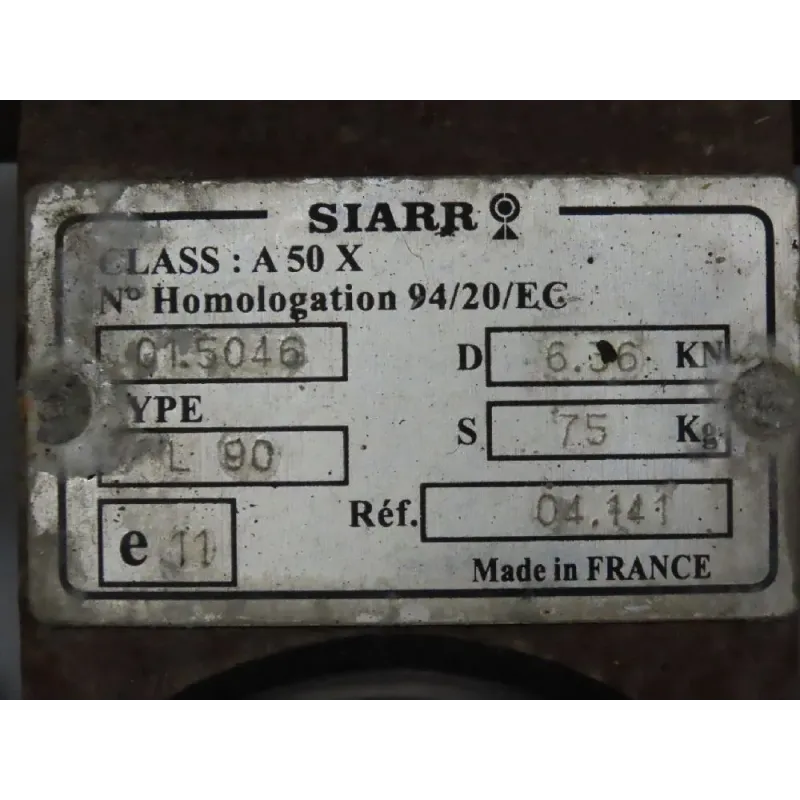 SIARR
CLASS : A 50 X
N° Homologation 94/20/EC
01.5046
D 6.36 KN
TYPE
S 75 Kg
L 90
Réf. 04.141
e 11
Made in FRANCE